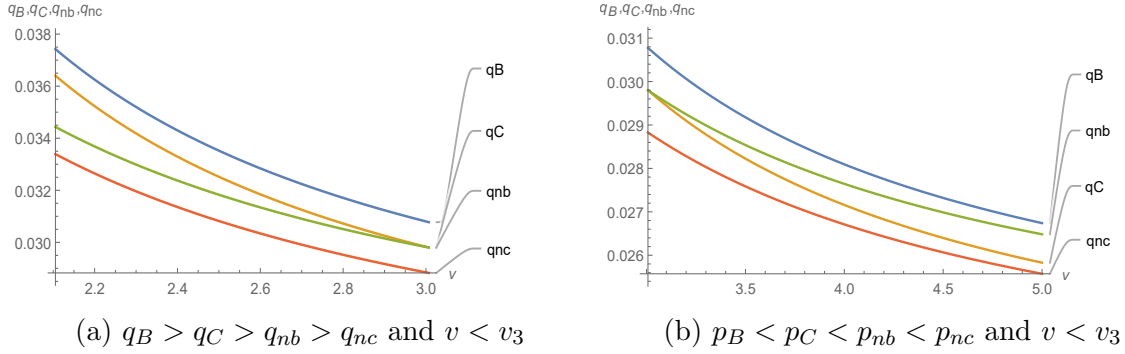 q_B,q_C,q_nb,q_nc
0.038
0.036
0.034
0.032
0.030
2.2
2.4
2.6
2.8
3.0
v
qB
qC
qnb
qnc
(a) q_B > q_C > q_nb > q_nc and v < v_3
q_B,q_C,q_nb,q_nc
0.031
0.030
0.029
0.028
0.027
0.026
3.5
4.0
4.5
5.0
v
qB
qnb
qC
qnc
(b) p_B < p_C < p_nb < p_nc and v < v_3